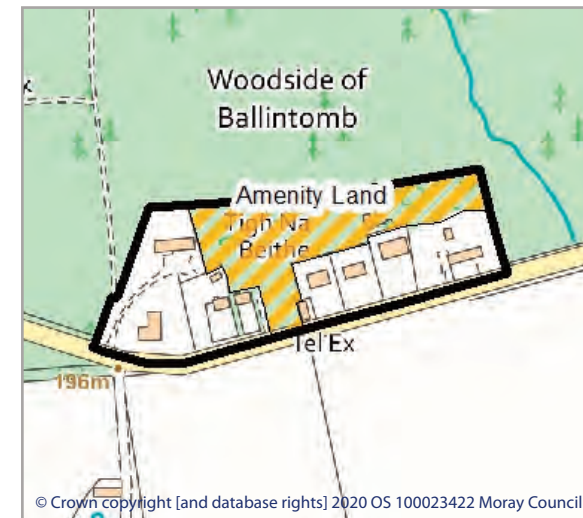 Woodside of
Ballintomb
Amenity Land
Tigh Na
Beithe
Tel Ex
196m
© Crown copyright [and database rights] 2020 OS 100023422 Moray Council